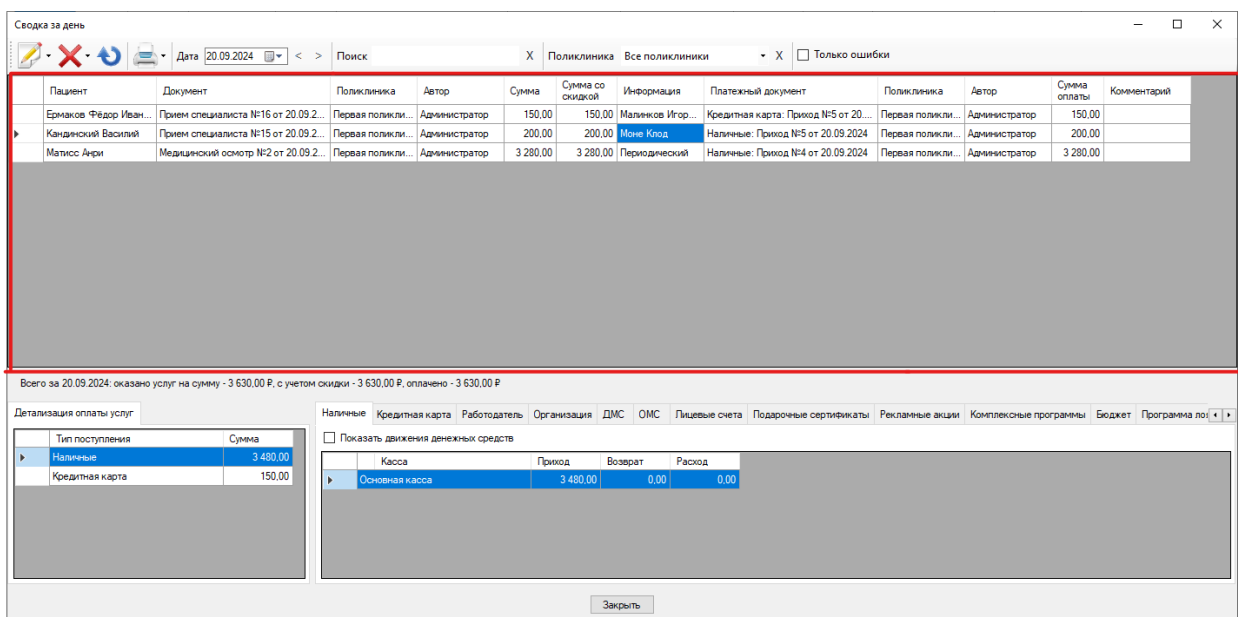 Сводка за день
Дата 20.09.2024 < > Поиск X Поликлиника Все поликлиники X Только ошибки
Пациент Документ Поликлиника Автор Сумма Сумма со скидкой Информация Платежный документ Поликлиника Автор Сумма оплаты Комментарий
Ермаков Фёдор Иван... Прием специалиста №16 от 20.09.2... Первая поликли... Администратор 150,00 150,00 Малинков Игор... Кредитная карта: Приход №5 от 20.... Первая поликли... Администратор 150,00
Кандинский Василий Прием специалиста №15 от 20.09.2... Первая поликли... Администратор 200,00 200,00 Моне Клод Наличные: Приход №5 от 20.09.2024 Первая поликли... Администратор 200,00
Матисс Анри Медицинский осмотр №2 от 20.09.2... Первая поликли... Администратор 3 280,00 3 280,00 Периодический Наличные: Приход №4 от 20.09.2024 Первая поликли... Администратор 3 280,00
Всего за 20.09.2024: оказано услуг на сумму - 3 630,00 ₽, с учетом скидки - 3 630,00 ₽, оплачено - 3 630,00 ₽
Детализация оплаты услуг
Тип поступления Сумма
Наличные 3 480,00
Кредитная карта 150,00
Наличные Кредитная карта Работодатель Организация ДМС ОМС Лицевые счета Подарочные сертификаты Рекламные акции Комплексные программы Бюджет Программа ло
Показать движения денежных средств
Касса Приход Возврат Расход
Основная касса 3 480,00 0,00 0,00
Закрыть